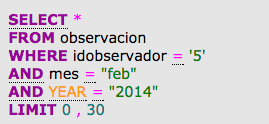 SELECT *
FROM observacion
WHERE idobservador = '5'
AND mes = "feb"
AND YEAR = "2014"
LIMIT 0 , 30